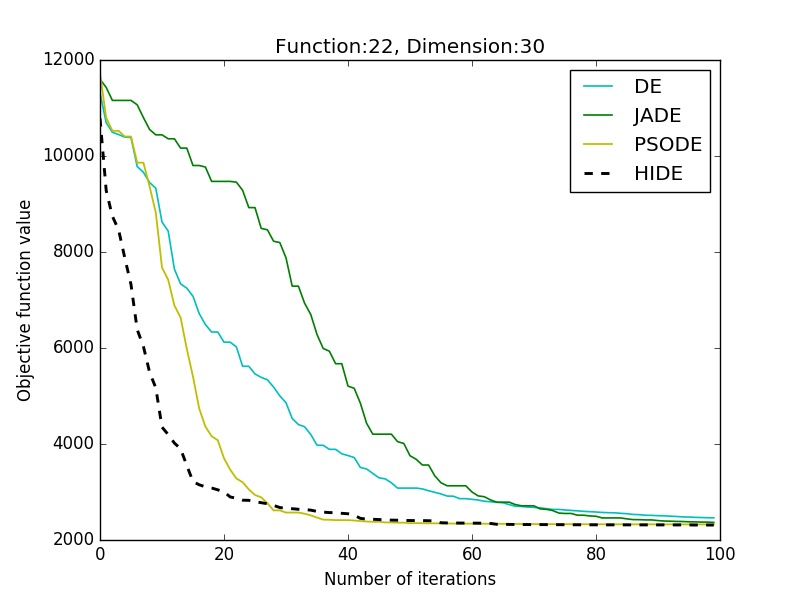 Function:22, Dimension:30
12000
10000
8000
6000
4000
2000
Objective function value
0
20
40
60
80
100
Number of iterations
DE
JADE
PSODE
HIDE